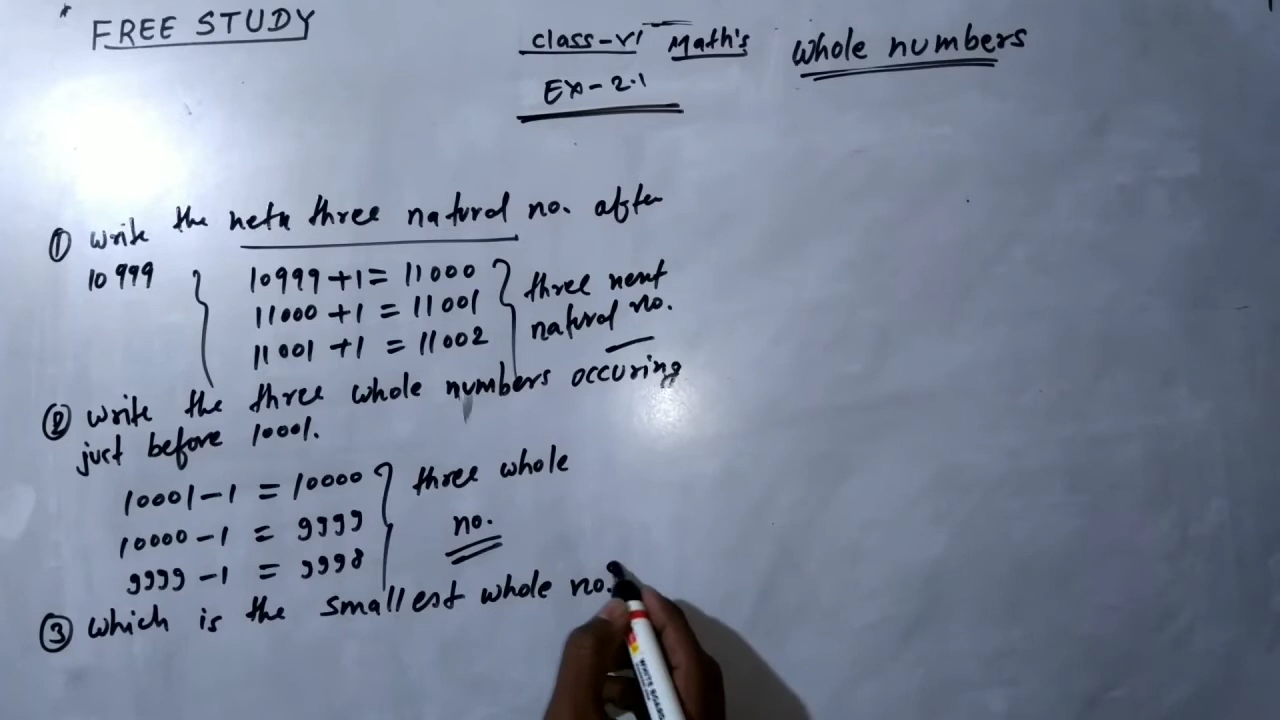 * FREE STUDY
class-VI Math's Whole numbers
Ex-2.1
① Write the next three natural no. after
10999
10999+1= 11000
11000 +1 = 11001
11001 +1 = 11002
three next
natural no.
② Write the three whole numbers occuring
just before 10001.
10001-1 = 10000
10000-1 = 9999
9999-1 = 9998
three whole
no.
③ Which is the smallest whole no.
WHITE BOARD